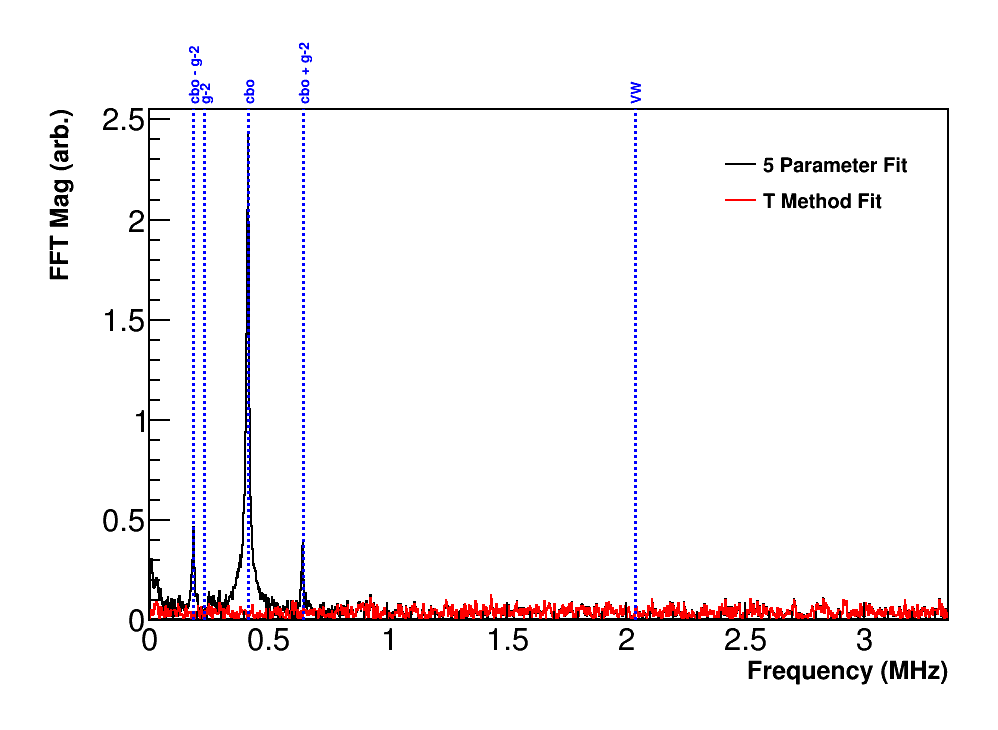 cbo - g-2
g-2
cbo
cbo + g-2
VW
FFT Mag (arb.)
2.5
2
1.5
1
0.5
0
5 Parameter Fit
T Method Fit
0
0.5
1
1.5
2
2.5
3
Frequency (MHz)